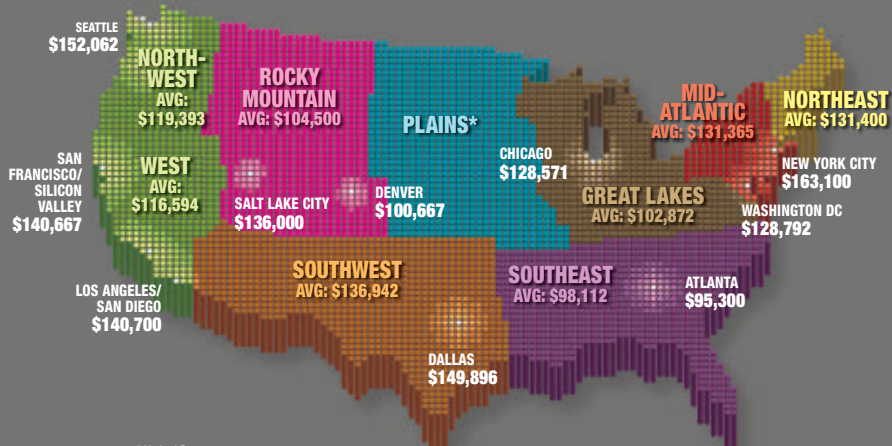 SEATTLE
$152,062
NORTH-
WEST
AVG:
$119,393
ROCKY
MOUNTAIN
AVG: $104,500
PLAINS*
MID-
ATLANTIC
AVG: $131,365
NORTHEAST
AVG: $131,400
SAN
FRANCISCO/
SILICON
VALLEY
$140,667
WEST
AVG:
$116,594
SALT LAKE CITY
$136,000
DENVER
$100,667
CHICAGO
$128,571
GREAT LAKES
AVG: $102,872
NEW YORK CITY
$163,100
WASHINGTON DC
$128,792
LOS ANGELES/
SAN DIEGO
$140,700
SOUTHWEST
AVG: $136,942
SOUTHEAST
AVG: $98,112
ATLANTA
$95,300
DALLAS
$149,896